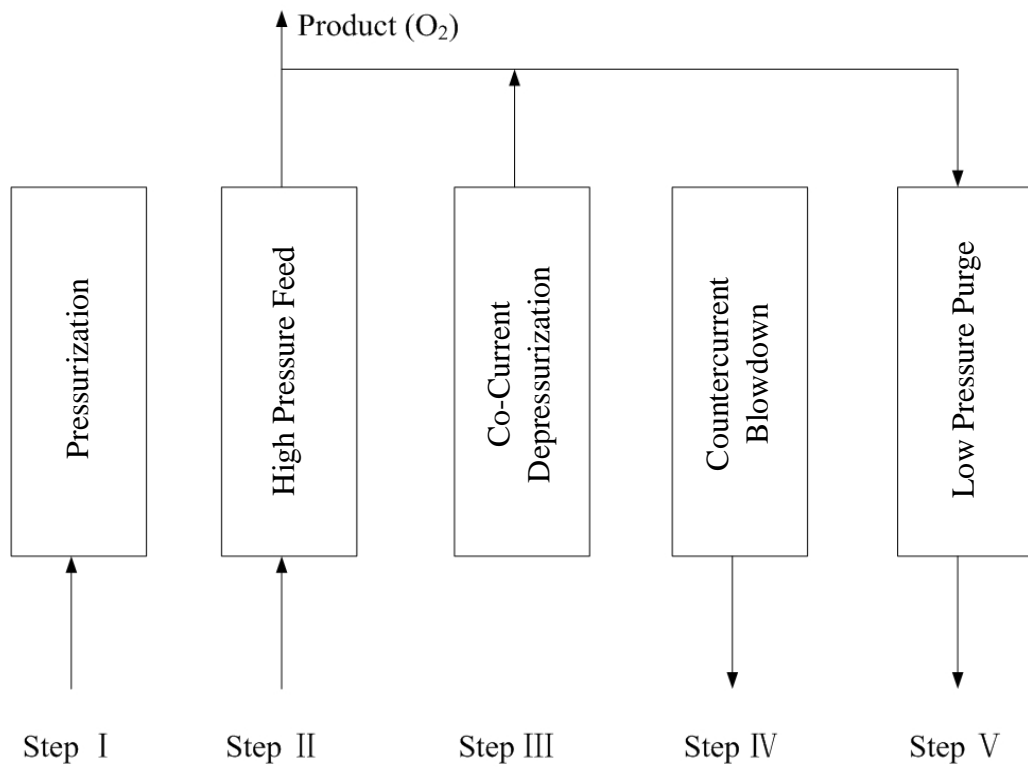 Product (O₂)
Pressurization
High Pressure Feed
Co-Current
Depressurization
Countercurrent
Blowdown
Low Pressure Purge
Step Ⅰ
Step Ⅱ
Step Ⅲ
Step Ⅳ
Step Ⅴ